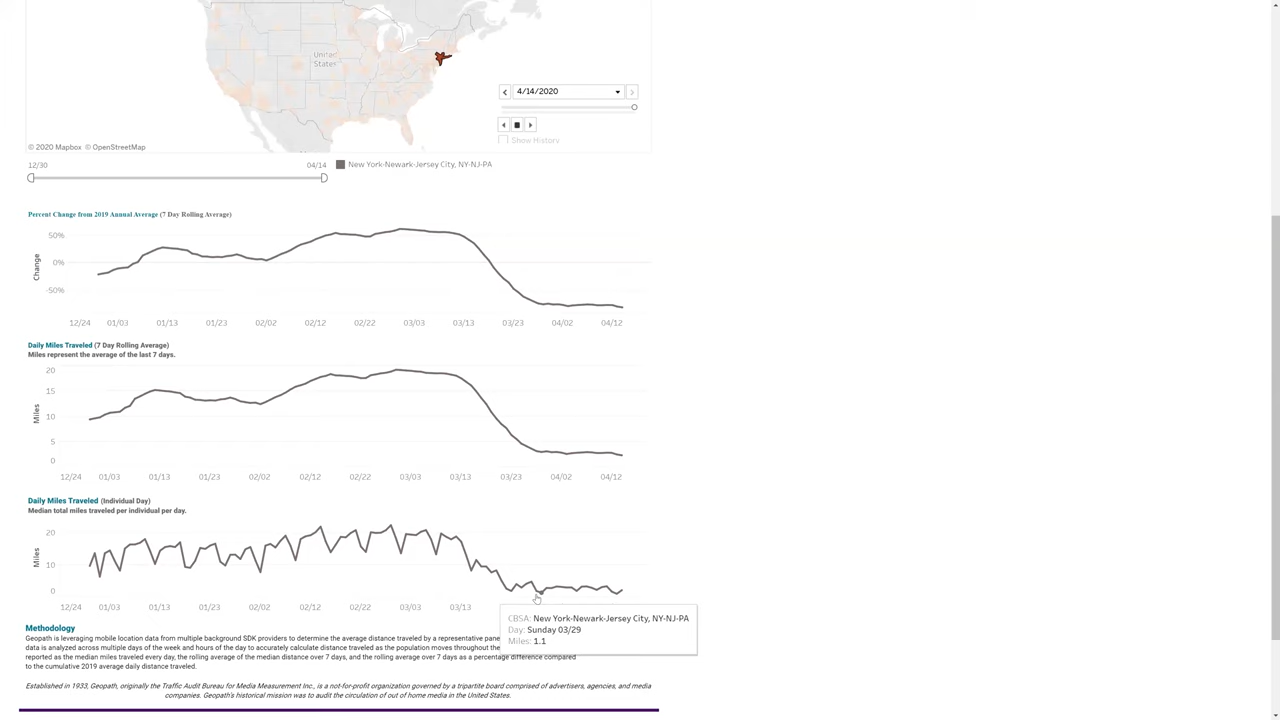 United
States
4/14/2020
Show History
© 2020 Mapbox © OpenStreetMap
12/30
04/14
New York-Newark-Jersey City, NY-NJ-PA
Percent Change from 2019 Annual Average (7 Day Rolling Average)
50%
0%
-50%
Change
12/24 01/03 01/13 01/23 02/02 02/12 02/22 03/03 03/13 03/23 04/02 04/12
Daily Miles Traveled (7 Day Rolling Average)
Miles represent the average of the last 7 days.
20
15
10
5
0
Miles
12/24 01/03 01/13 01/23 02/02 02/12 02/22 03/03 03/13 03/23 04/02 04/12
Daily Miles Traveled (Individual Day)
Median total miles traveled per individual per day.
20
10
0
Miles
12/24 01/03 01/13 01/23 02/02 02/12 02/22 03/03 03/13
CBSA: New York-Newark-Jersey City, NY-NJ-PA
Day: Sunday 03/29
Miles: 1.1
Methodology
Geopath is leveraging mobile location data from multiple background SDK providers to determine the average distance traveled by a representative pane
data is analyzed across multiple days of the week and hours of the day to accurately calculate distance traveled as the population moves throughout the
reported as the median miles traveled every day, the rolling average of the median distance over 7 days, and the rolling average over 7 days as a percentage difference compared
to the cumulative 2019 average daily distance traveled.
Established in 1933, Geopath, originally the Traffic Audit Bureau for Media Measurement Inc., is a not-for-profit organization governed by a tripartite board comprised of advertisers, agencies, and media
companies. Geopath's historical mission was to audit the circulation of out of home media in the United States.